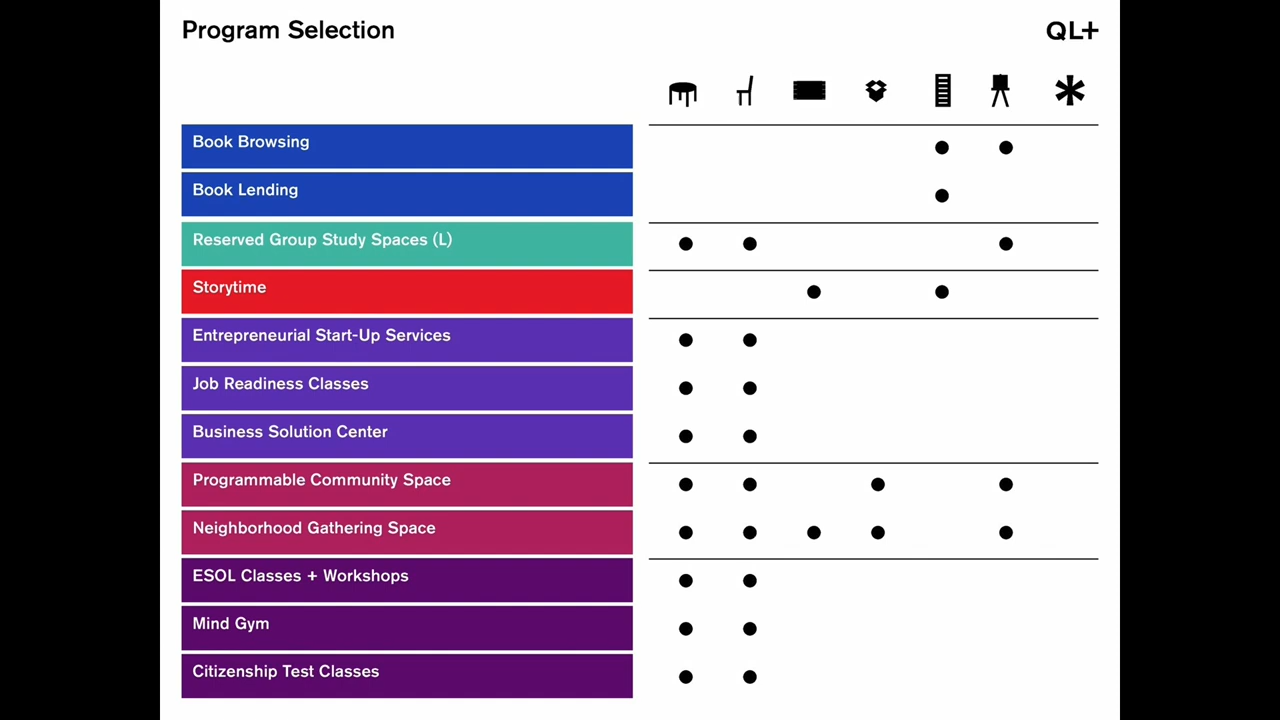 Program Selection
QL+
Book Browsing
Book Lending
Reserved Group Study Spaces (L)
Storytime
Entrepreneurial Start-Up Services
Job Readiness Classes
Business Solution Center
Programmable Community Space
Neighborhood Gathering Space
ESOL Classes + Workshops
Mind Gym
Citizenship Test Classes